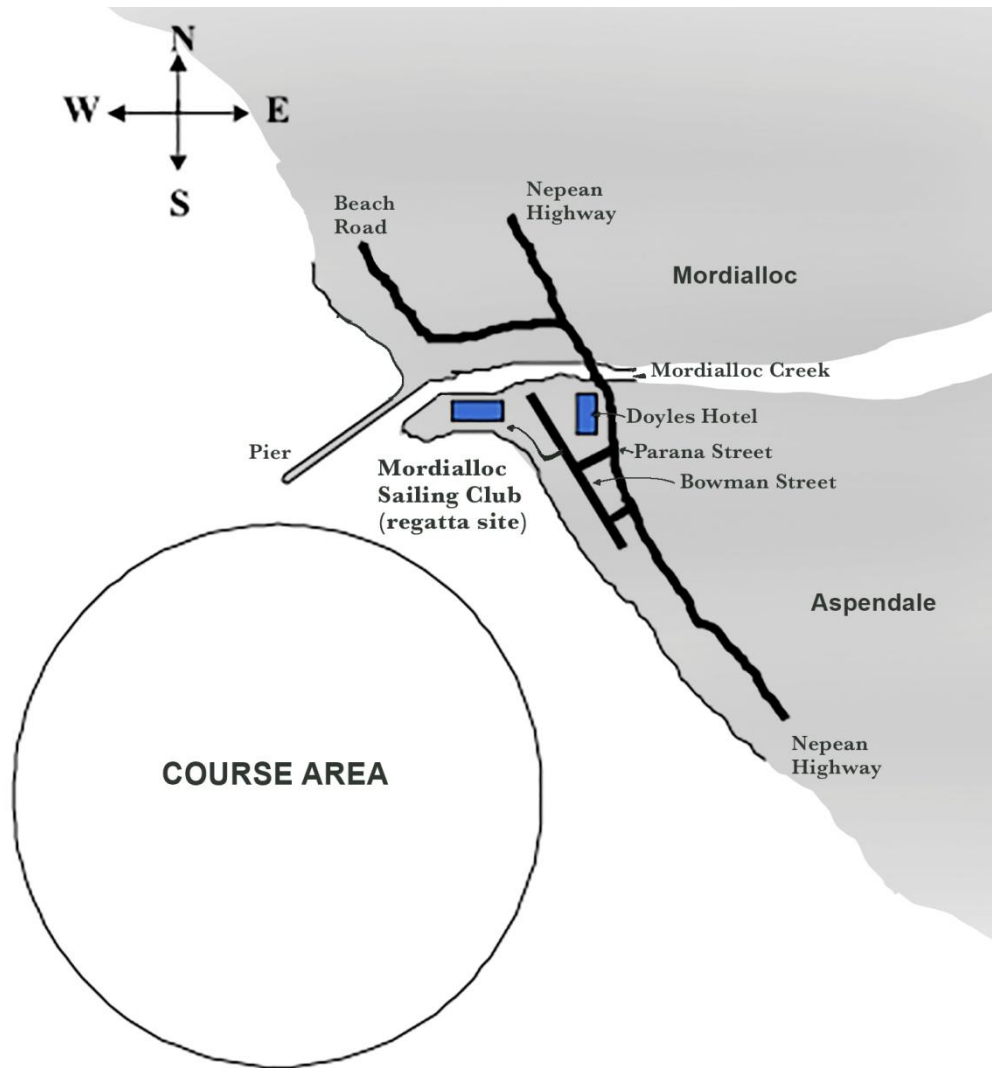 N
W
E
S
Nepean
Highway
Beach
Road
Mordialloc
Mordialloc Creek
Doyles Hotel
Parana Street
Pier
Mordialloc
Sailing Club
(regatta site)
Bowman Street
Aspendale
Nepean
Highway
COURSE AREA